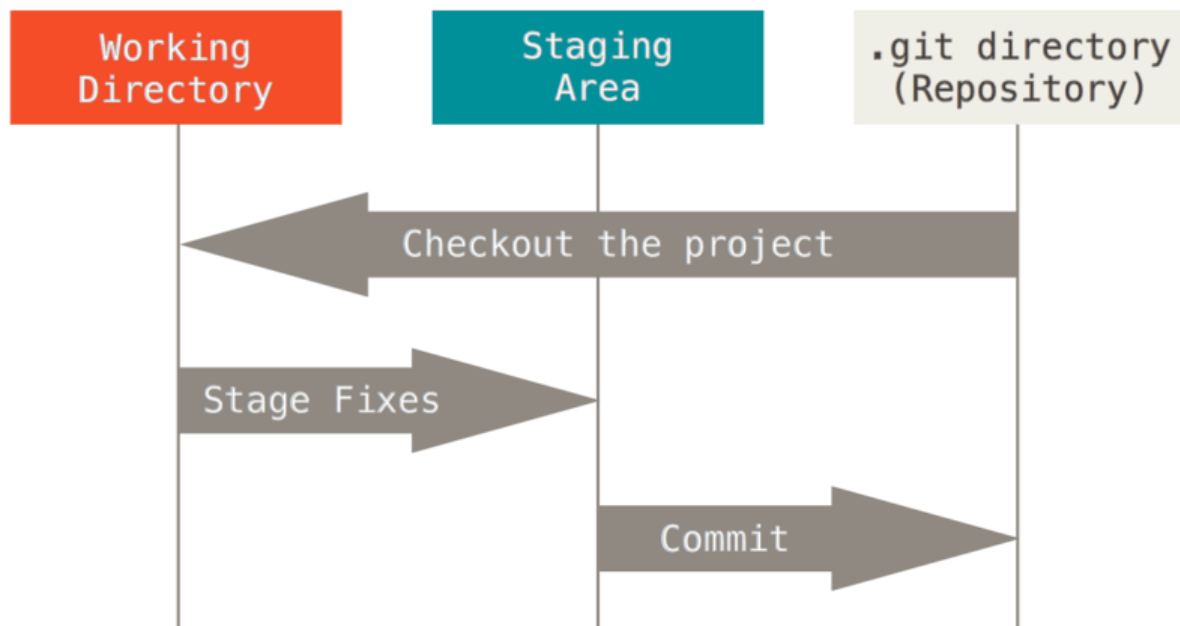 Working
Directory
Staging
Area
.git directory
(Repository)
Checkout the project
Stage Fixes
Commit